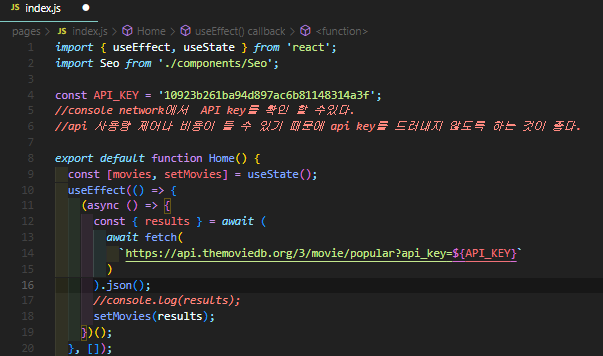 index.js
pages > index.js > Home > useEffect() callback > <function>
1 import { useEffect, useState } from 'react';
2 import Seo from './components/Seo';
3
4 const API_KEY = '10923b261ba94d897ac6b81148314a3f';
5 //console network에서  API key를 확인 할 수있다.
6 //api 사용량 제어나 비용이 들 수 있기 때문에 api key를 드러내지 않도록 하는 것이 좋다.
7
8 export default function Home() {
9 const [movies, setMovies] = useState();
10 useEffect(() => {
11 (async () => {
12 const { results } = await (
13 await fetch(
14 `https://api.themoviedb.org/3/movie/popular?api_key=${API_KEY}`
15 )
16 ).json();
17 //console.log(results);
18 setMovies(results);
19 })();
20 }, []);